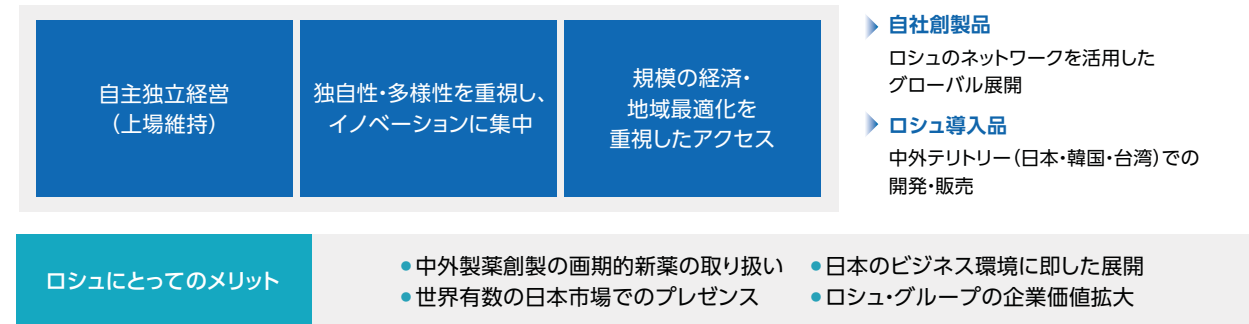 自主独立経営
（上場維持）
独自性・多様性を重視し、
イノベーションに集中
規模の経済・
地域最適化を
重視したアクセス
自社創製品
ロシュのネットワークを活用した
グローバル展開
ロシュ導入品
中外テリトリー（日本・韓国・台湾）での
開発・販売
ロシュにとってのメリット
●中外製薬創製の画期的新薬の取り扱い
●世界有数の日本市場でのプレゼンス
●日本のビジネス環境に即した展開
●ロシュ・グループの企業価値拡大